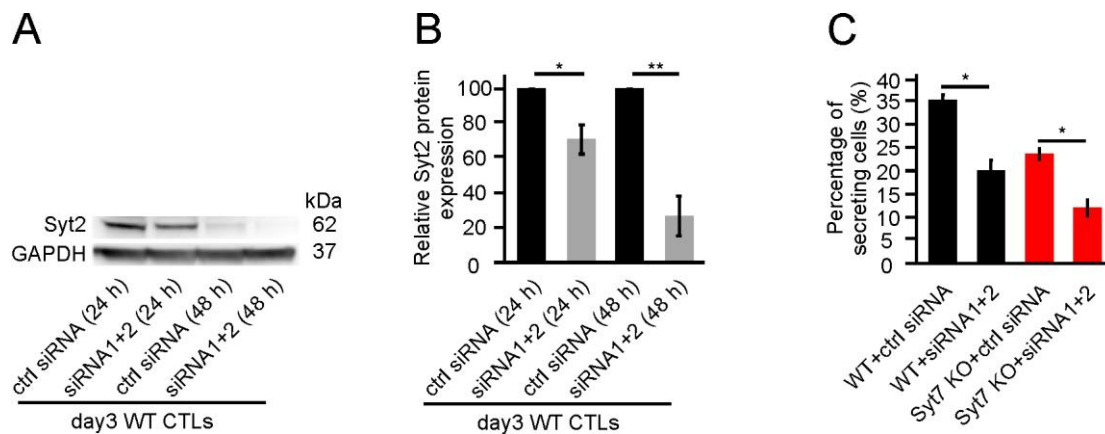 A
kDa
Syt2
62
GAPDH
37
ctrl siRNA (24 h)
siRNA1+2 (24 h)
ctrl siRNA (48 h)
siRNA1+2 (48 h)
day3 WT CTLs
B
Relative Syt2 protein
expression
100
80
60
40
20
0
*
**
ctrl siRNA (24 h)
siRNA1+2 (24 h)
ctrl siRNA (48 h)
siRNA1+2 (48 h)
day3 WT CTLs
C
Percentage of
secreting cells (%)
40
35
30
25
20
15
10
5
0
*
*
WT+ctrl siRNA
WT+siRNA1+2
Syt7 KO+ctrl siRNA
Syt7 KO+siRNA1+2